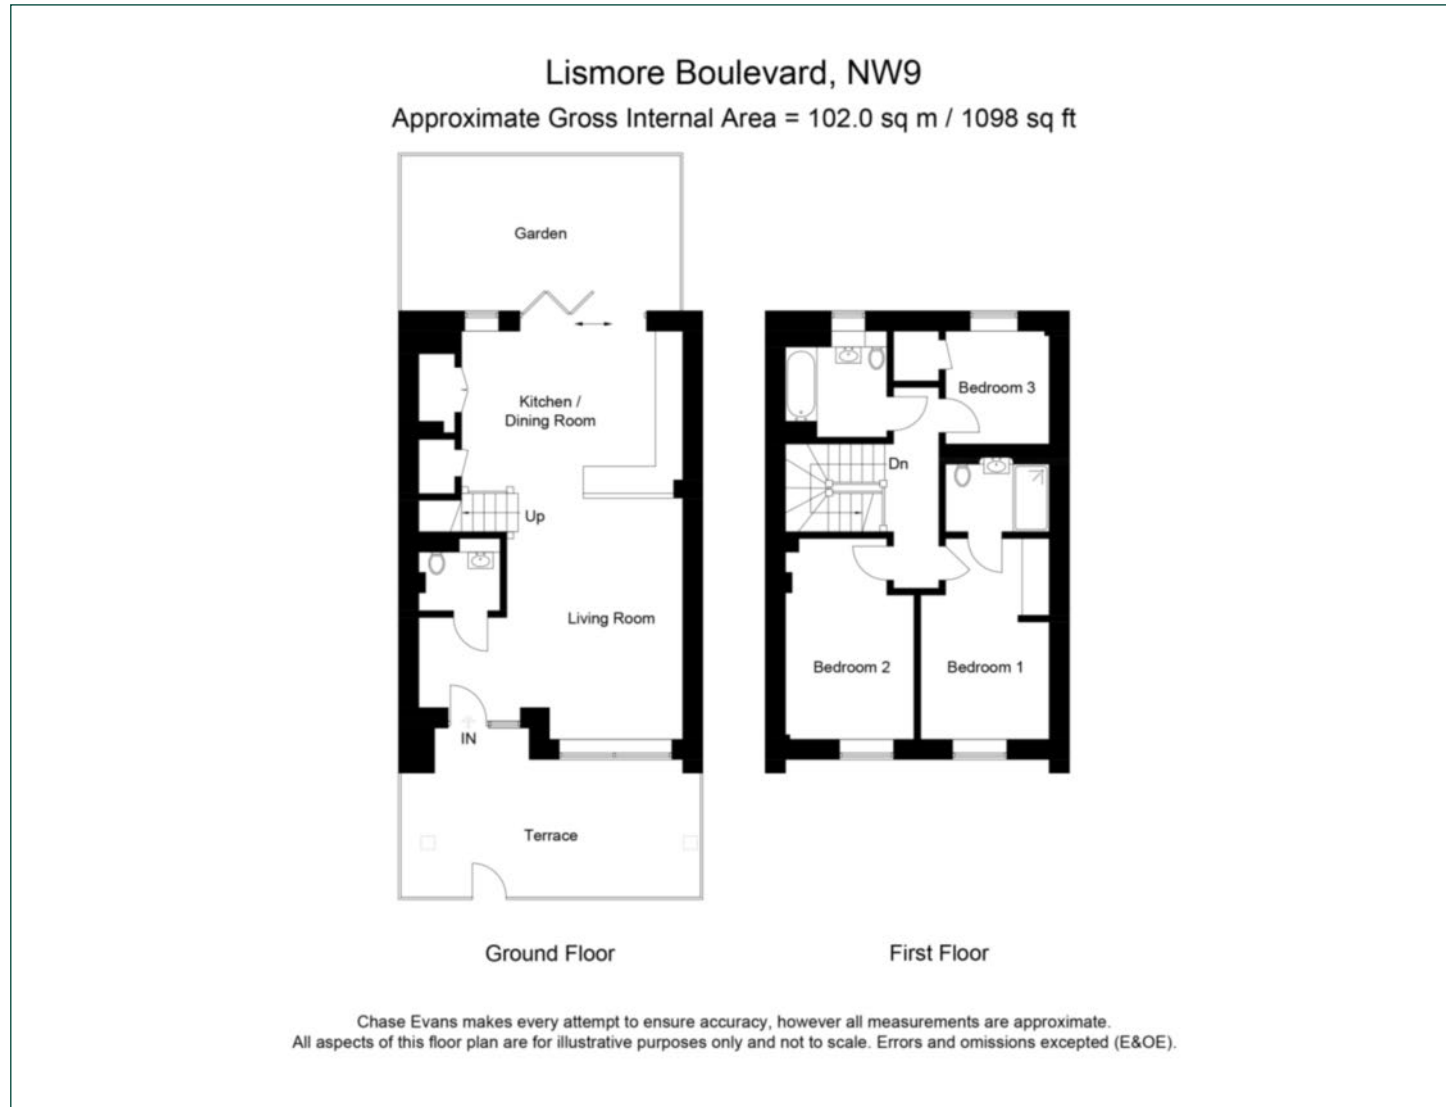 Lismore Boulevard, NW9
Approximate Gross Internal Area = 102.0 sq m / 1098 sq ft
Garden
Kitchen /
Dining Room
Up
Living Room
IN
Terrace
Ground Floor
Bedroom 3
Dn
Bedroom 2
Bedroom 1
First Floor
Chase Evans makes every attempt to ensure accuracy, however all measurements are approximate.
All aspects of this floor plan are for illustrative purposes only and not to scale. Errors and omissions excepted (E&OE).